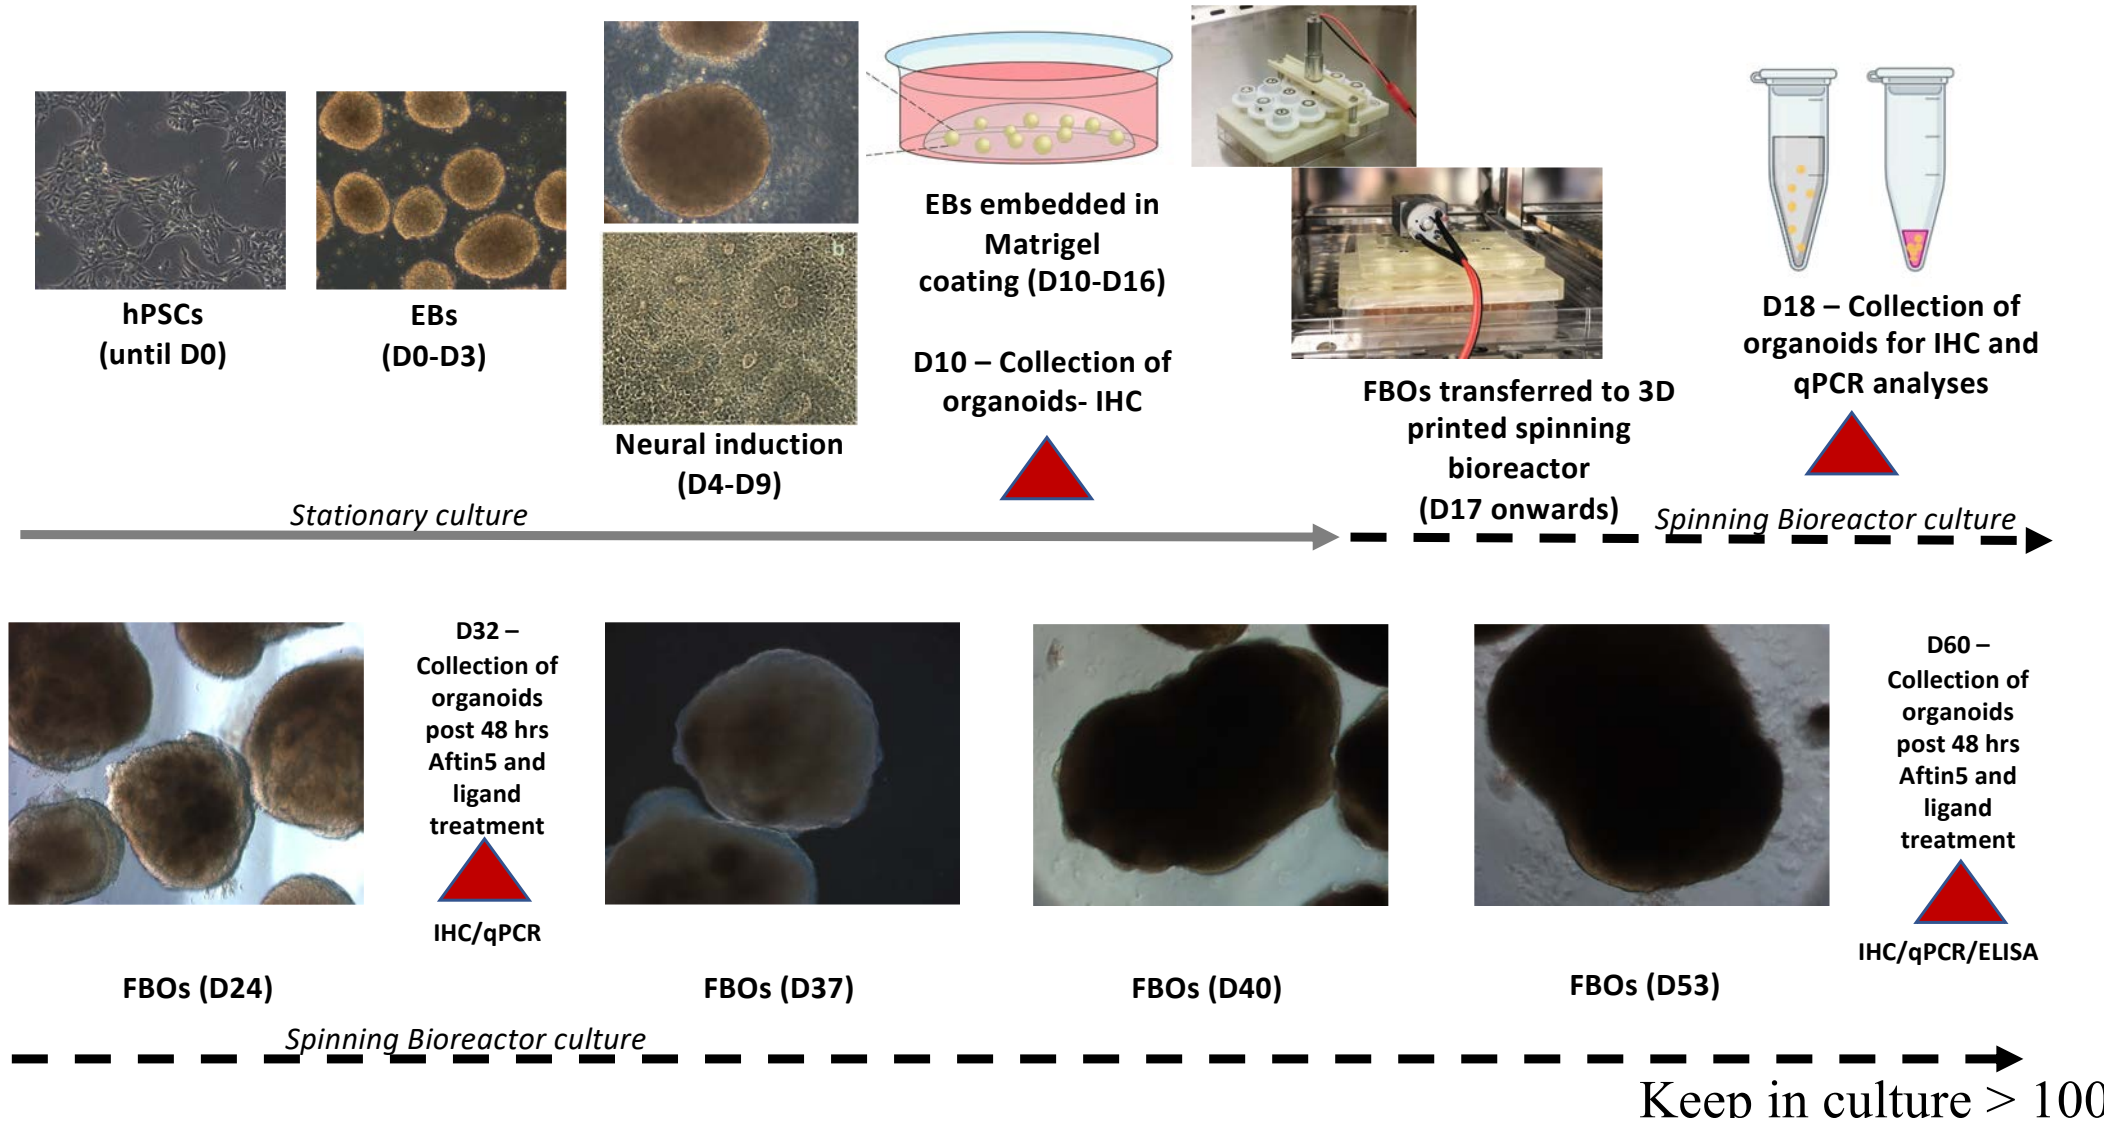 hPSCs
(until D0)
EBs
(D0-D3)
b
Neural induction
(D4-D9)
EBs embedded in
Matrigel
coating (D10-D16)
D10 – Collection of
organoids- IHC
FBOs transferred to 3D
printed spinning
bioreactor
(D17 onwards)
D18 – Collection of
organoids for IHC and
qPCR analyses
Stationary culture
Spinning Bioreactor culture
D32 –
Collection of
organoids
post 48 hrs
Aftin5 and
ligand
treatment
IHC/qPCR
D60 –
Collection of
organoids
post 48 hrs
Aftin5 and
ligand
treatment
IHC/qPCR/ELISA
FBOs (D24)
FBOs (D37)
FBOs (D40)
FBOs (D53)
Spinning Bioreactor culture
Keep in culture > 100